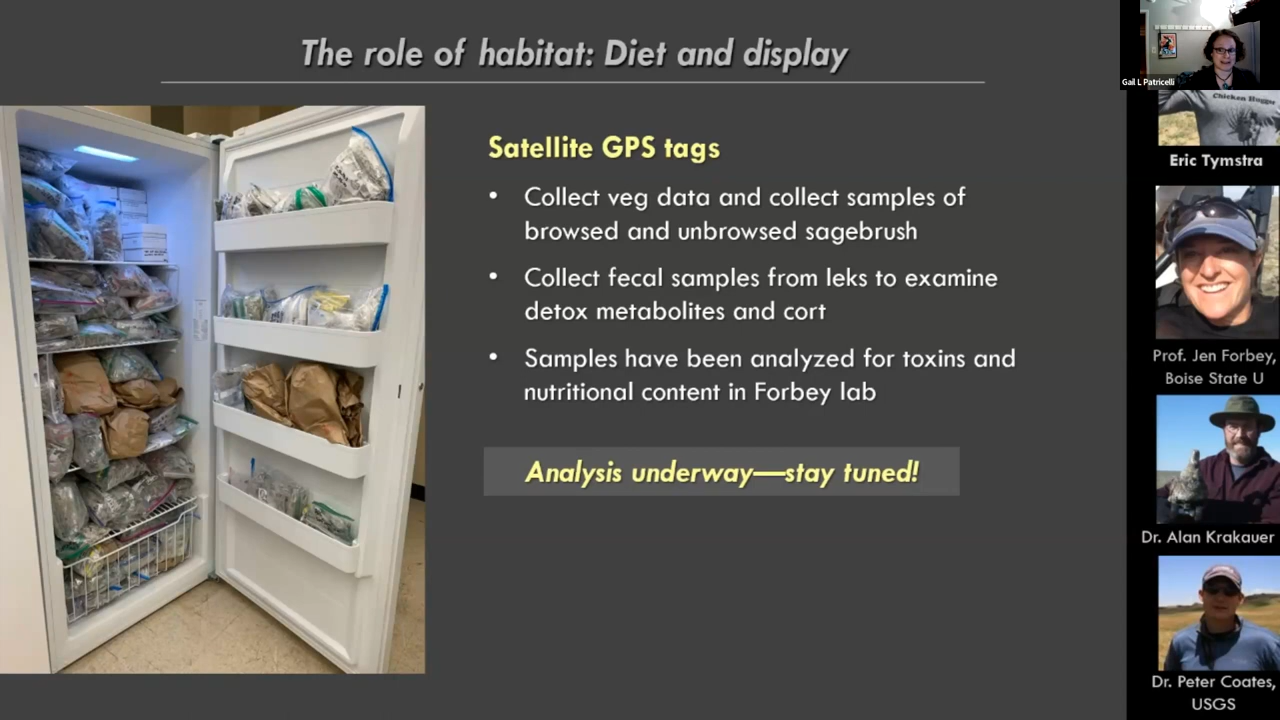 The role of habitat: Diet and display
Gail L Patricelli
Chicken Hugger
Eric Tymstra
Satellite GPS tags
• Collect veg data and collect samples of
browsed and unbrowsed sagebrush
• Collect fecal samples from leks to examine
detox metabolites and cort
• Samples have been analyzed for toxins and
nutritional content in Forbey lab
Analysis underway—stay tuned!
Prof. Jen Forbey,
Boise State U
Dr. Alan Krakauer
Dr. Peter Coates,
USGS